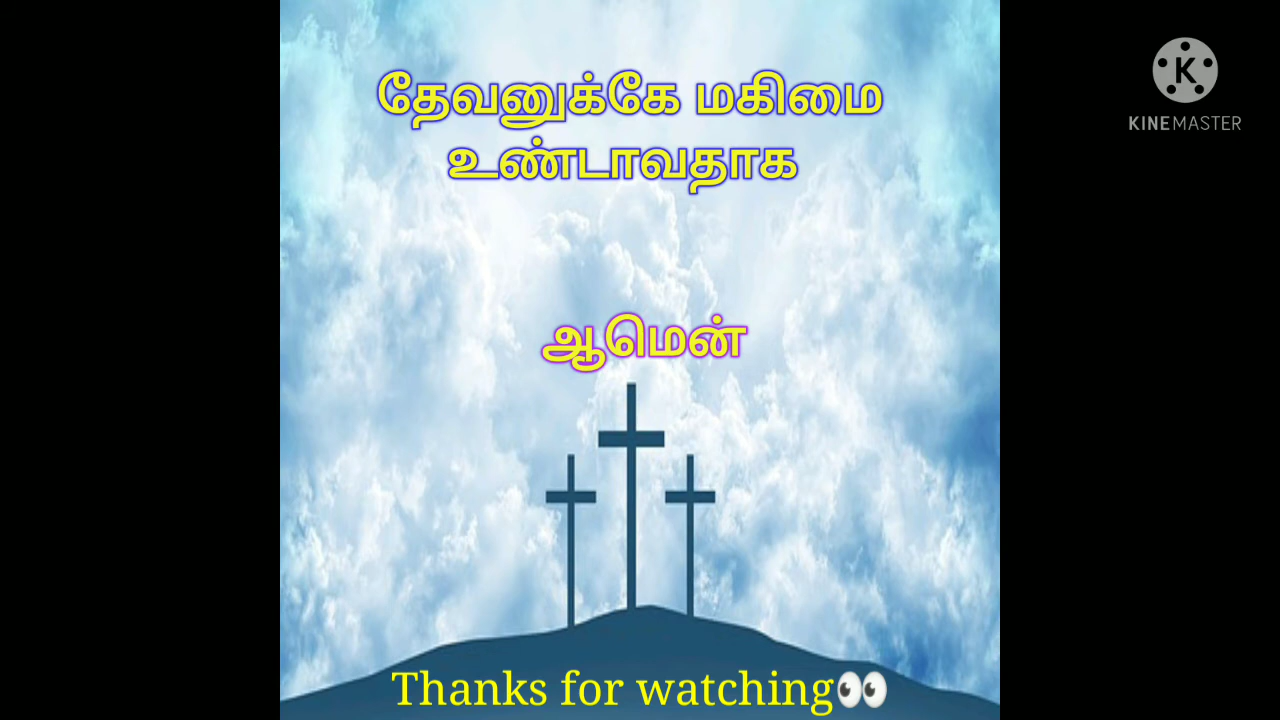 தேவனுக்கே மகிமை
உண்டாவதாக
ஆமென்
Thanks for watching👀
K
KINEMASTER